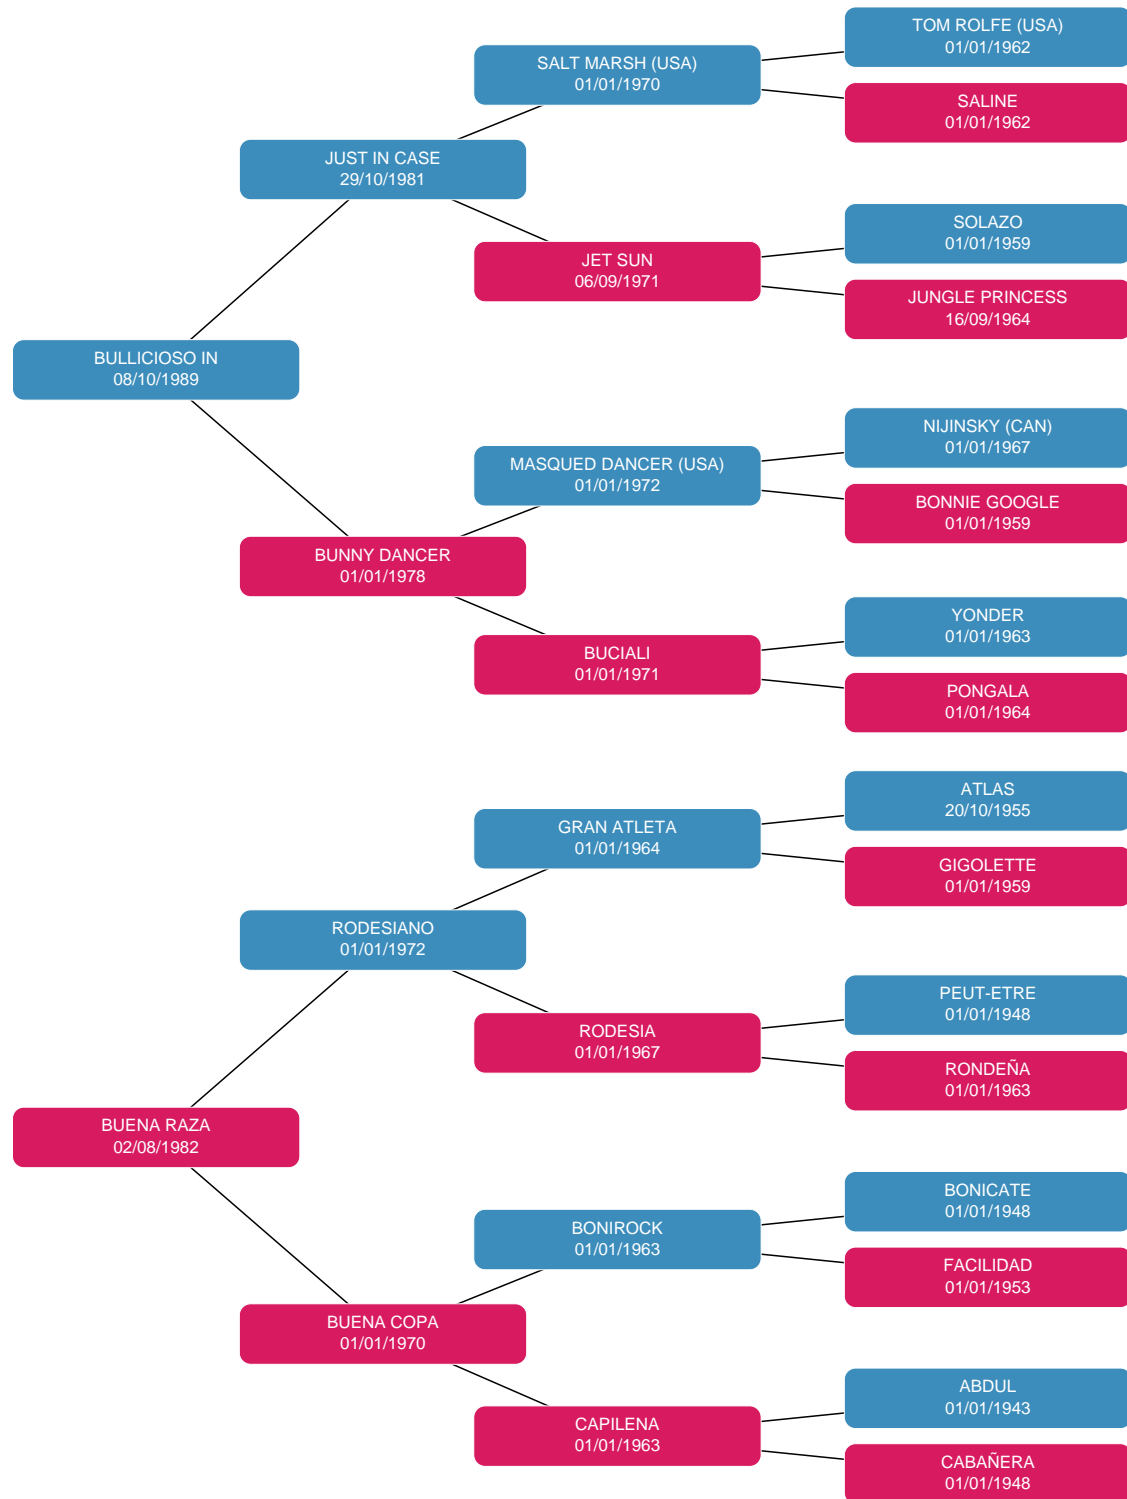 TOM ROLFE (USA)
01/01/1962
SALT MARSH (USA)
01/01/1970
SALINE
01/01/1962
JUST IN CASE
29/10/1981
SOLAZO
01/01/1959
JET SUN
06/09/1971
JUNGLE PRINCESS
16/09/1964
BULLICIOSO IN
08/10/1989
NIJINSKY (CAN)
01/01/1967
MASQUED DANCER (USA)
01/01/1972
BONNIE GOOGLE
01/01/1959
BUNNY DANCER
01/01/1978
YONDER
01/01/1963
BUCIALI
01/01/1971
PONGALA
01/01/1964
ATLAS
20/10/1955
GRAN ATLETA
01/01/1964
GIGOLETTE
01/01/1959
RODESIANO
01/01/1972
PEUT-ETRE
01/01/1948
RODESIA
01/01/1967
RONDEÑA
01/01/1963
BUENA RAZA
02/08/1982
BONICATE
01/01/1948
BONIROCK
01/01/1963
FACILIDAD
01/01/1953
BUENA COPA
01/01/1970
ABDUL
01/01/1943
CAPILENA
01/01/1963
CABAÑERA
01/01/1948